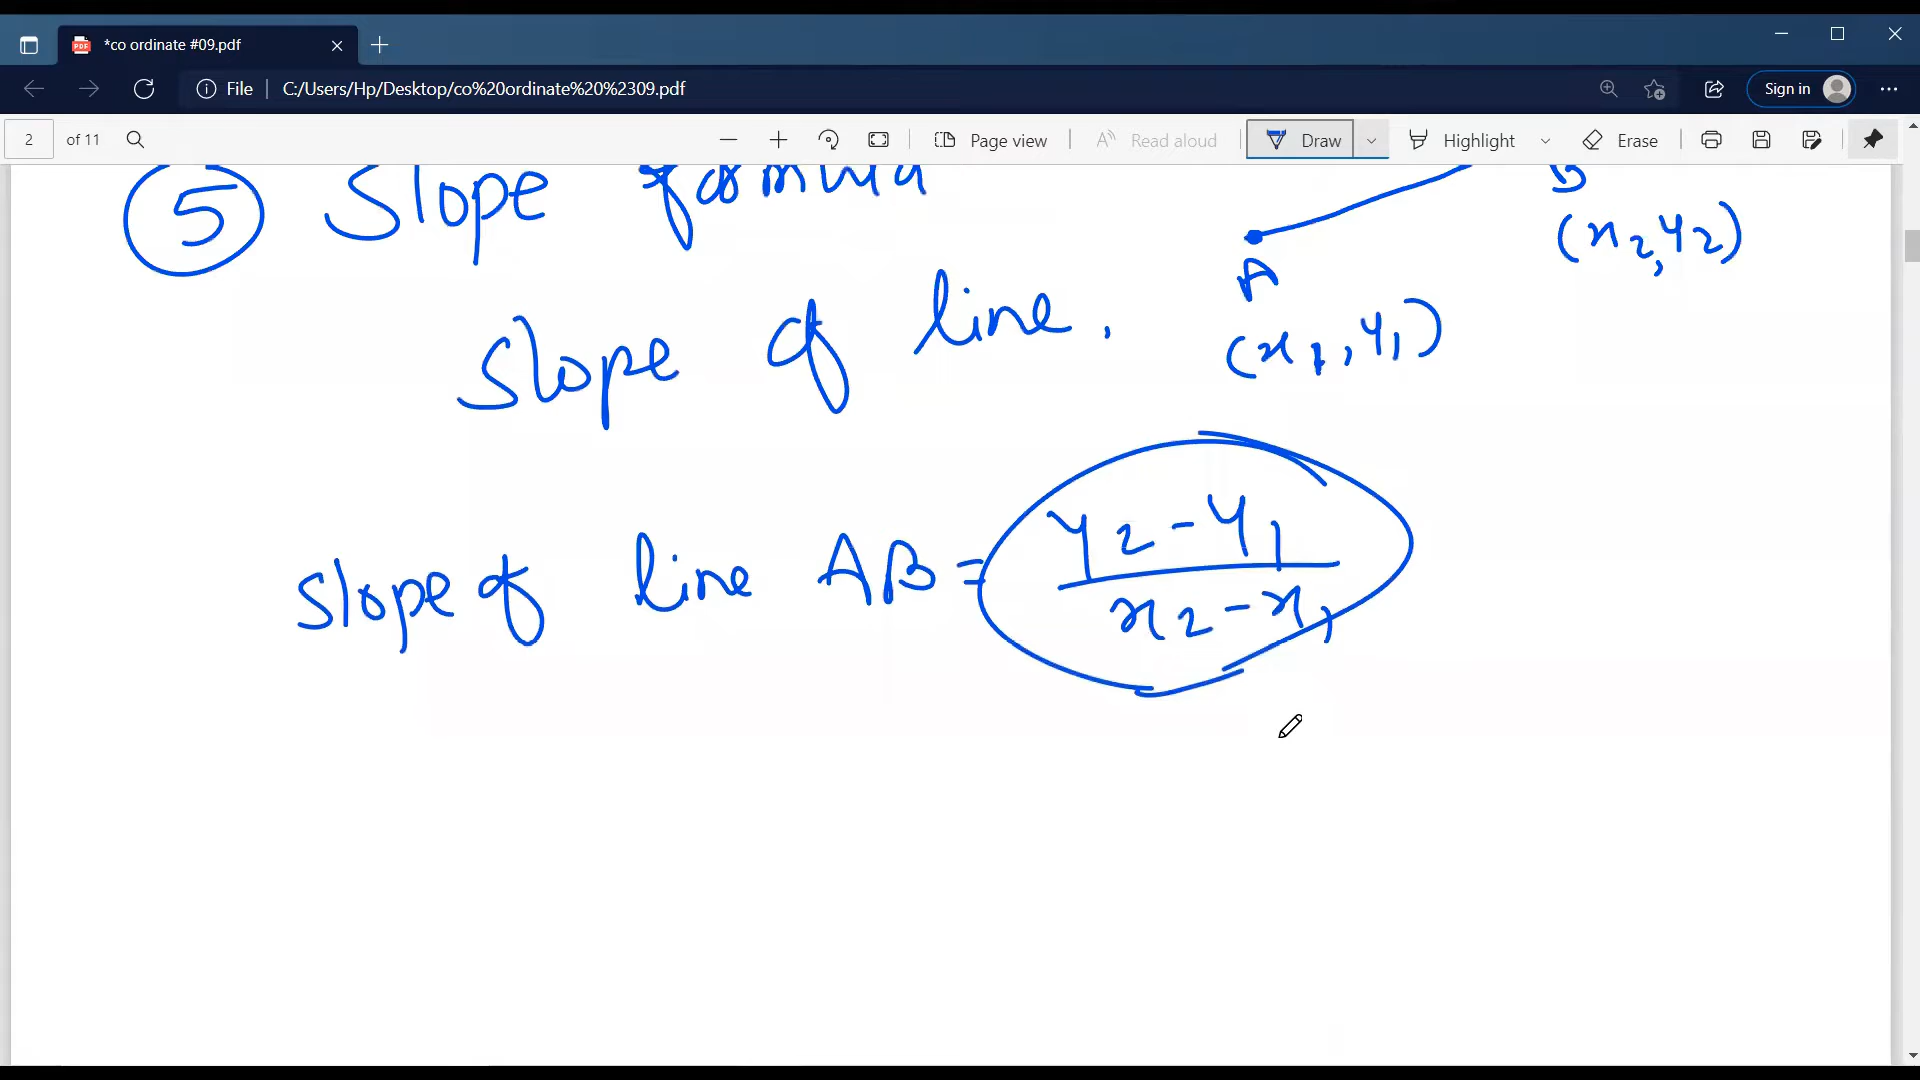 *co ordinate #09.pdf
File | C:/Users/Hp/Desktop/co%20ordinate%20%2309.pdf
Sign in
2 of 11
Page view
Read aloud
Draw
Highlight
Erase
5 Slope formula
B
(x2, y2)
A
(x1, y1)
Slope of line.
slope of line AB = y2 - y1
x2 - x1